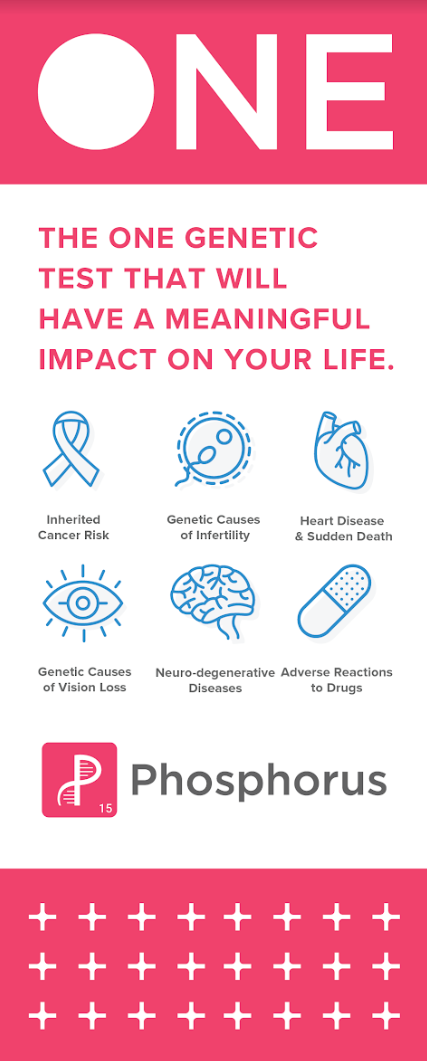 ONE
THE ONE GENETIC
TEST THAT WILL
HAVE A MEANINGFUL
IMPACT ON YOUR LIFE.
Inherited
Cancer Risk
Genetic Causes
of Infertility
Heart Disease
& Sudden Death
Genetic Causes
of Vision Loss
Neuro-degenerative
Diseases
Adverse Reactions
to Drugs
P
15
Phosphorus